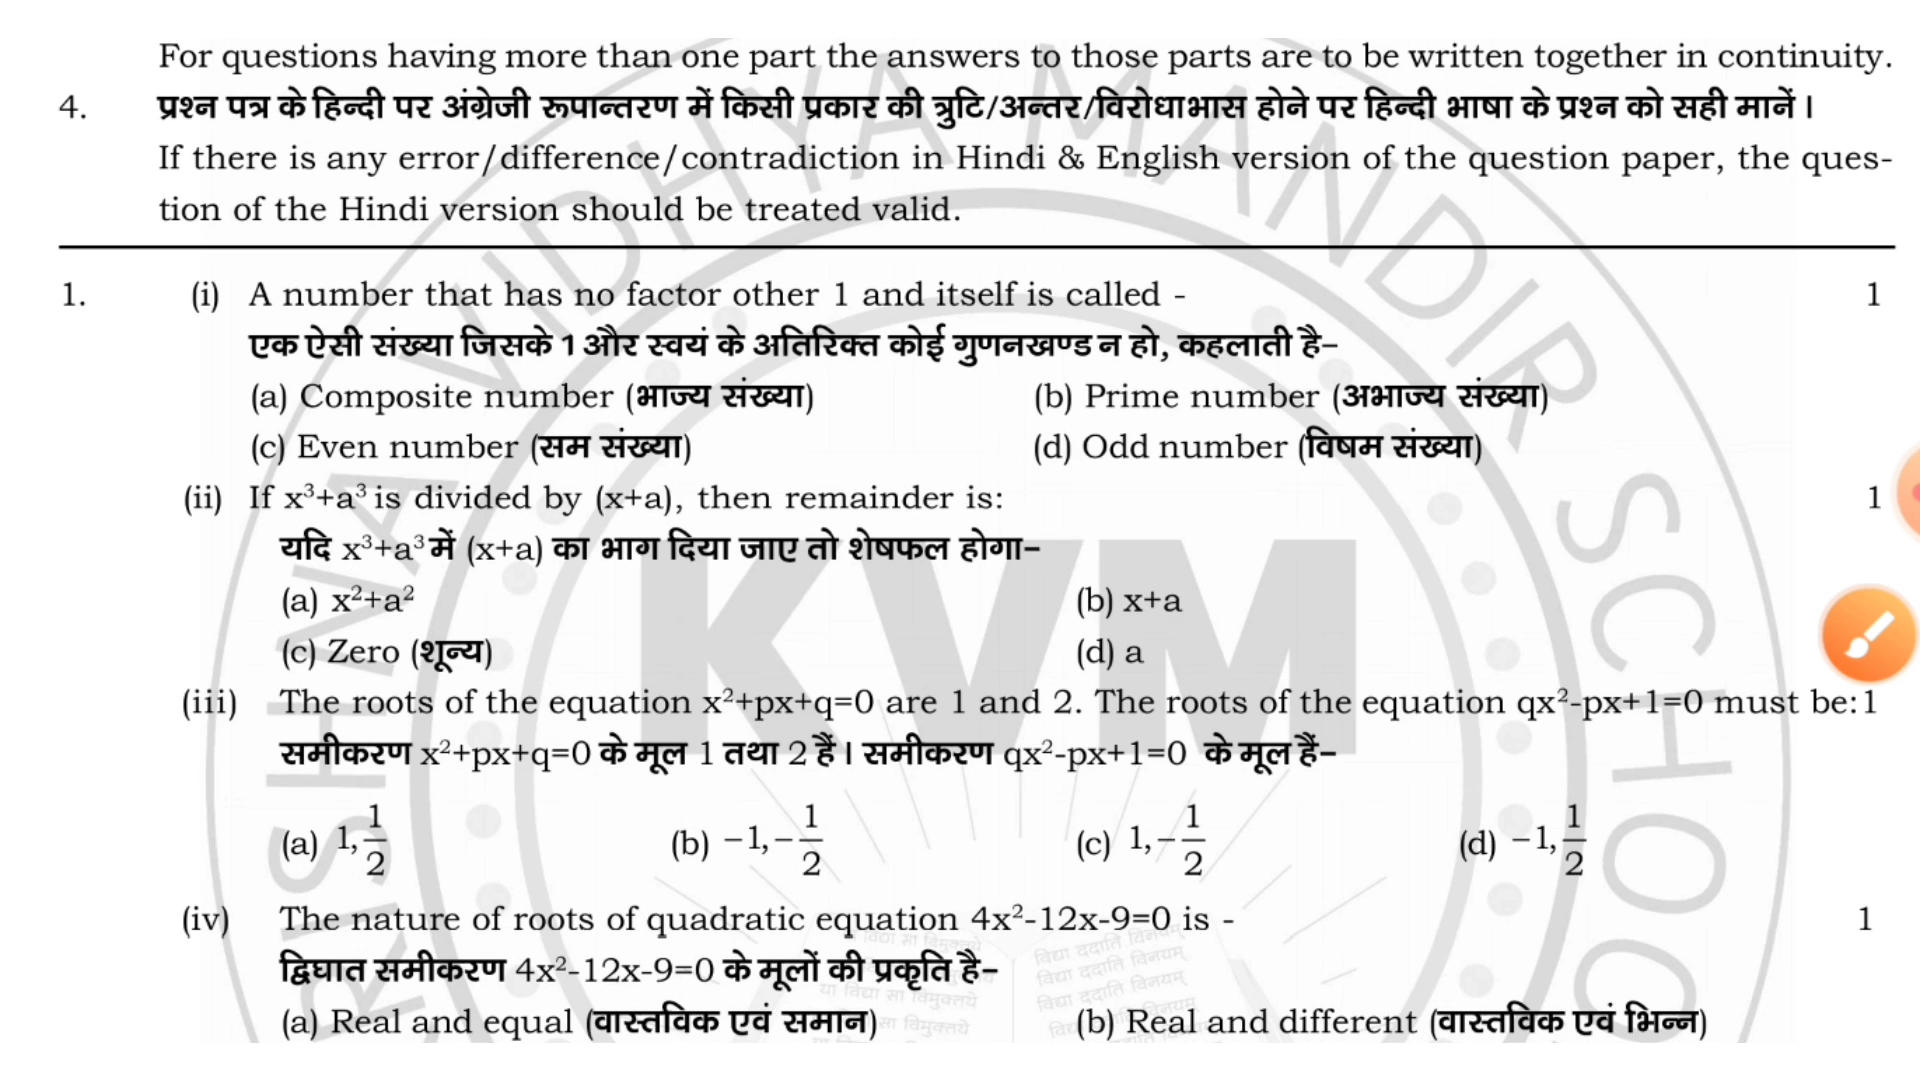 For questions having more than one part the answers to those parts are to be written together in continuity.
4. प्रश्न पत्र के हिन्दी पर अंग्रेजी रूपान्तरण में किसी प्रकार की त्रुटि/अन्तर/विरोधाभास होने पर हिन्दी भाषा के प्रश्न को सही मानें।
If there is any error/difference/contradiction in Hindi & English version of the question paper, the ques-
tion of the Hindi version should be treated valid.
1. (i) A number that has no factor other 1 and itself is called - 1
एक ऐसी संख्या जिसके 1 और स्वयं के अतिरिक्त कोई गुणनखण्ड न हो, कहलाती है–
(a) Composite number (भाज्य संख्या) (b) Prime number (अभाज्य संख्या)
(c) Even number (सम संख्या) (d) Odd number (विषम संख्या)
(ii) If x³+a³ is divided by (x+a), then remainder is: 1
यदि x³+a³ में (x+a) का भाग दिया जाए तो शेषफल होगा–
(a) x²+a² (b) x+a
(c) Zero (शून्य) (d) a
(iii) The roots of the equation x²+px+q=0 are 1 and 2. The roots of the equation qx²-px+1=0 must be:1
समीकरण x²+px+q=0 के मूल 1 तथा 2 हैं। समीकरण qx²-px+1=0 के मूल हैं–
(a) 1, 1/2 (b) −1, −1/2 (c) 1, −1/2 (d) −1, 1/2
(iv) The nature of roots of quadratic equation 4x²-12x-9=0 is - 1
द्विघात समीकरण 4x²-12x-9=0 के मूलों की प्रकृति है–
(a) Real and equal (वास्तविक एवं समान) (b) Real and different (वास्तविक एवं भिन्न)
KRISHNA VIDHYA MANDIR SCHOO
KVM
विद्या ददाति विनयम्
विद्या ददाति विनयम्
या विद्या सा विमुक्तये